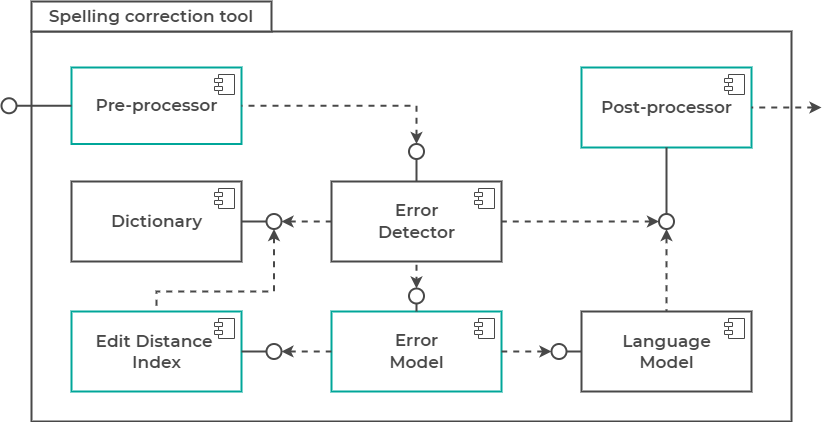 Spelling correction tool
Pre-processor
Post-processor
Dictionary
Error
Detector
Edit Distance
Index
Error
Model
Language
Model